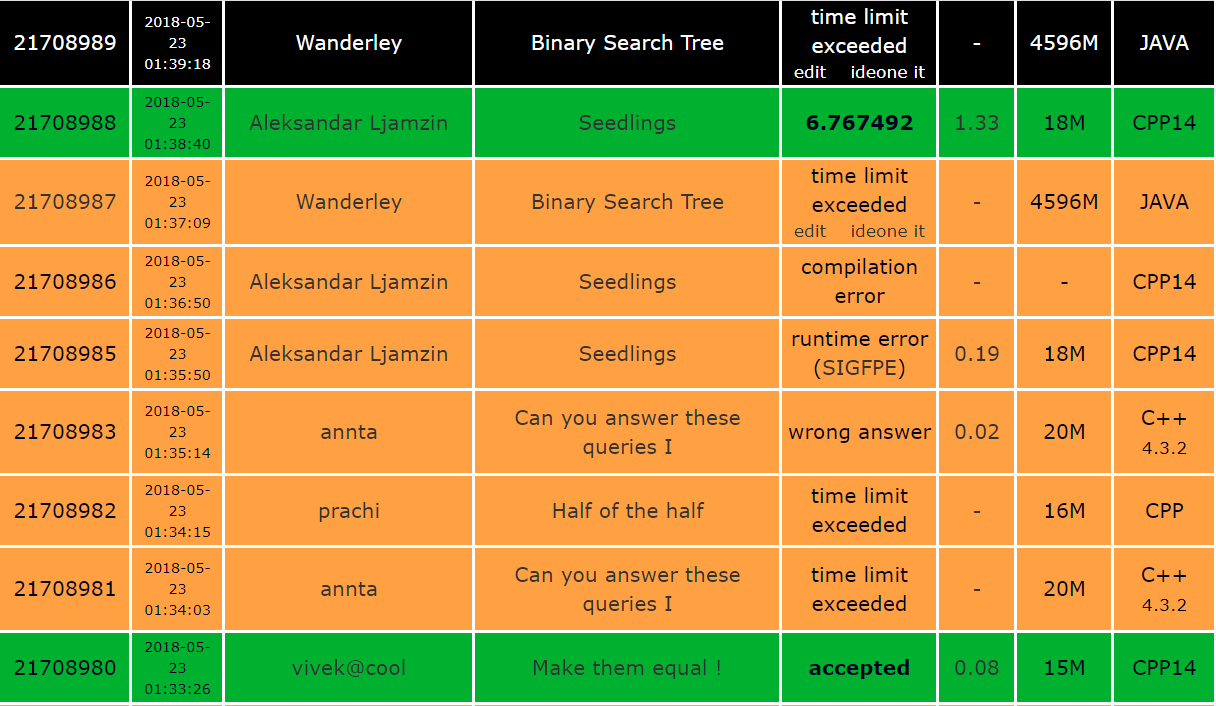 21708989 2018-05-23 01:39:18 Wanderley Binary Search Tree time limit exceeded edit ideone it - 4596M JAVA
21708988 2018-05-23 01:38:40 Aleksandar Ljamzin Seedlings 6.767492 1.33 18M CPP14
21708987 2018-05-23 01:37:09 Wanderley Binary Search Tree time limit exceeded edit ideone it - 4596M JAVA
21708986 2018-05-23 01:36:50 Aleksandar Ljamzin Seedlings compilation error - - CPP14
21708985 2018-05-23 01:35:50 Aleksandar Ljamzin Seedlings runtime error (SIGFPE) 0.19 18M CPP14
21708983 2018-05-23 01:35:14 annta Can you answer these queries I wrong answer 0.02 20M C++ 4.3.2
21708982 2018-05-23 01:34:15 prachi Half of the half time limit exceeded - 16M CPP
21708981 2018-05-23 01:34:03 annta Can you answer these queries I time limit exceeded - 20M C++ 4.3.2
21708980 2018-05-23 01:33:26 vivek@cool Make them equal ! accepted 0.08 15M CPP14